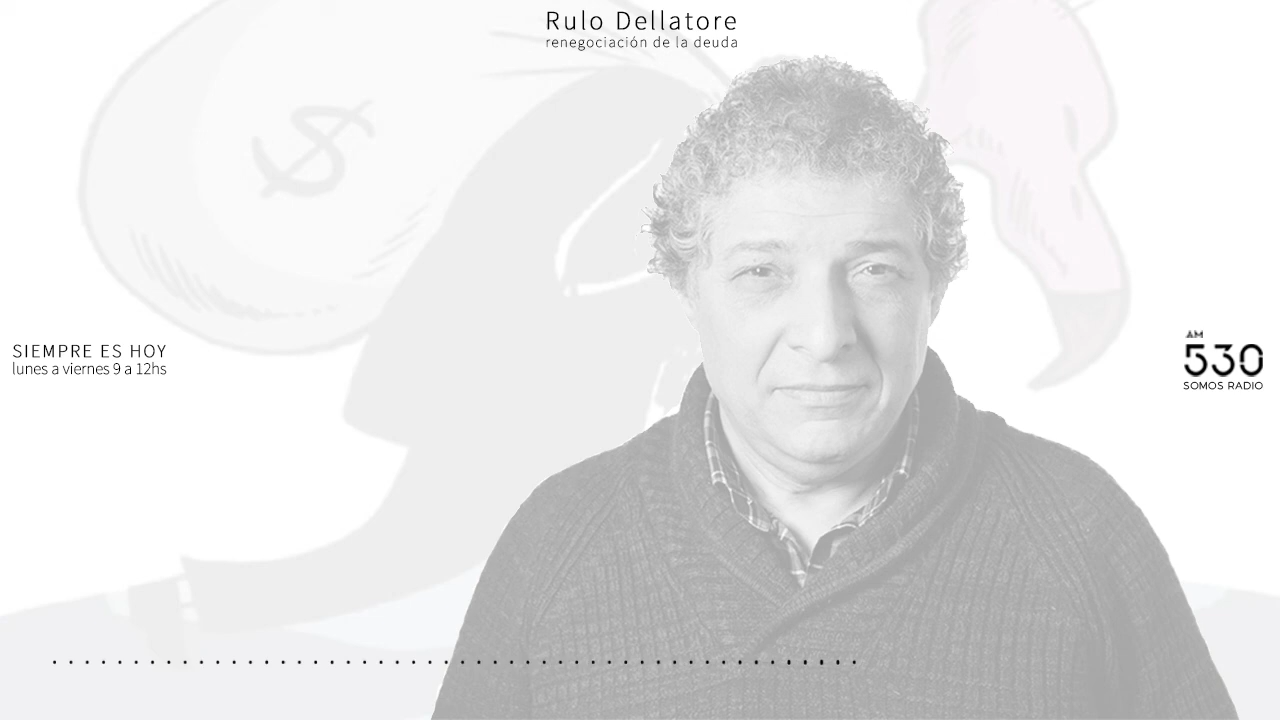 Rulo Dellatore
renegociación de la deuda
$
SIEMPRE ES HOY
lunes a viernes 9 a 12hs
AM
530
SOMOS RADIO